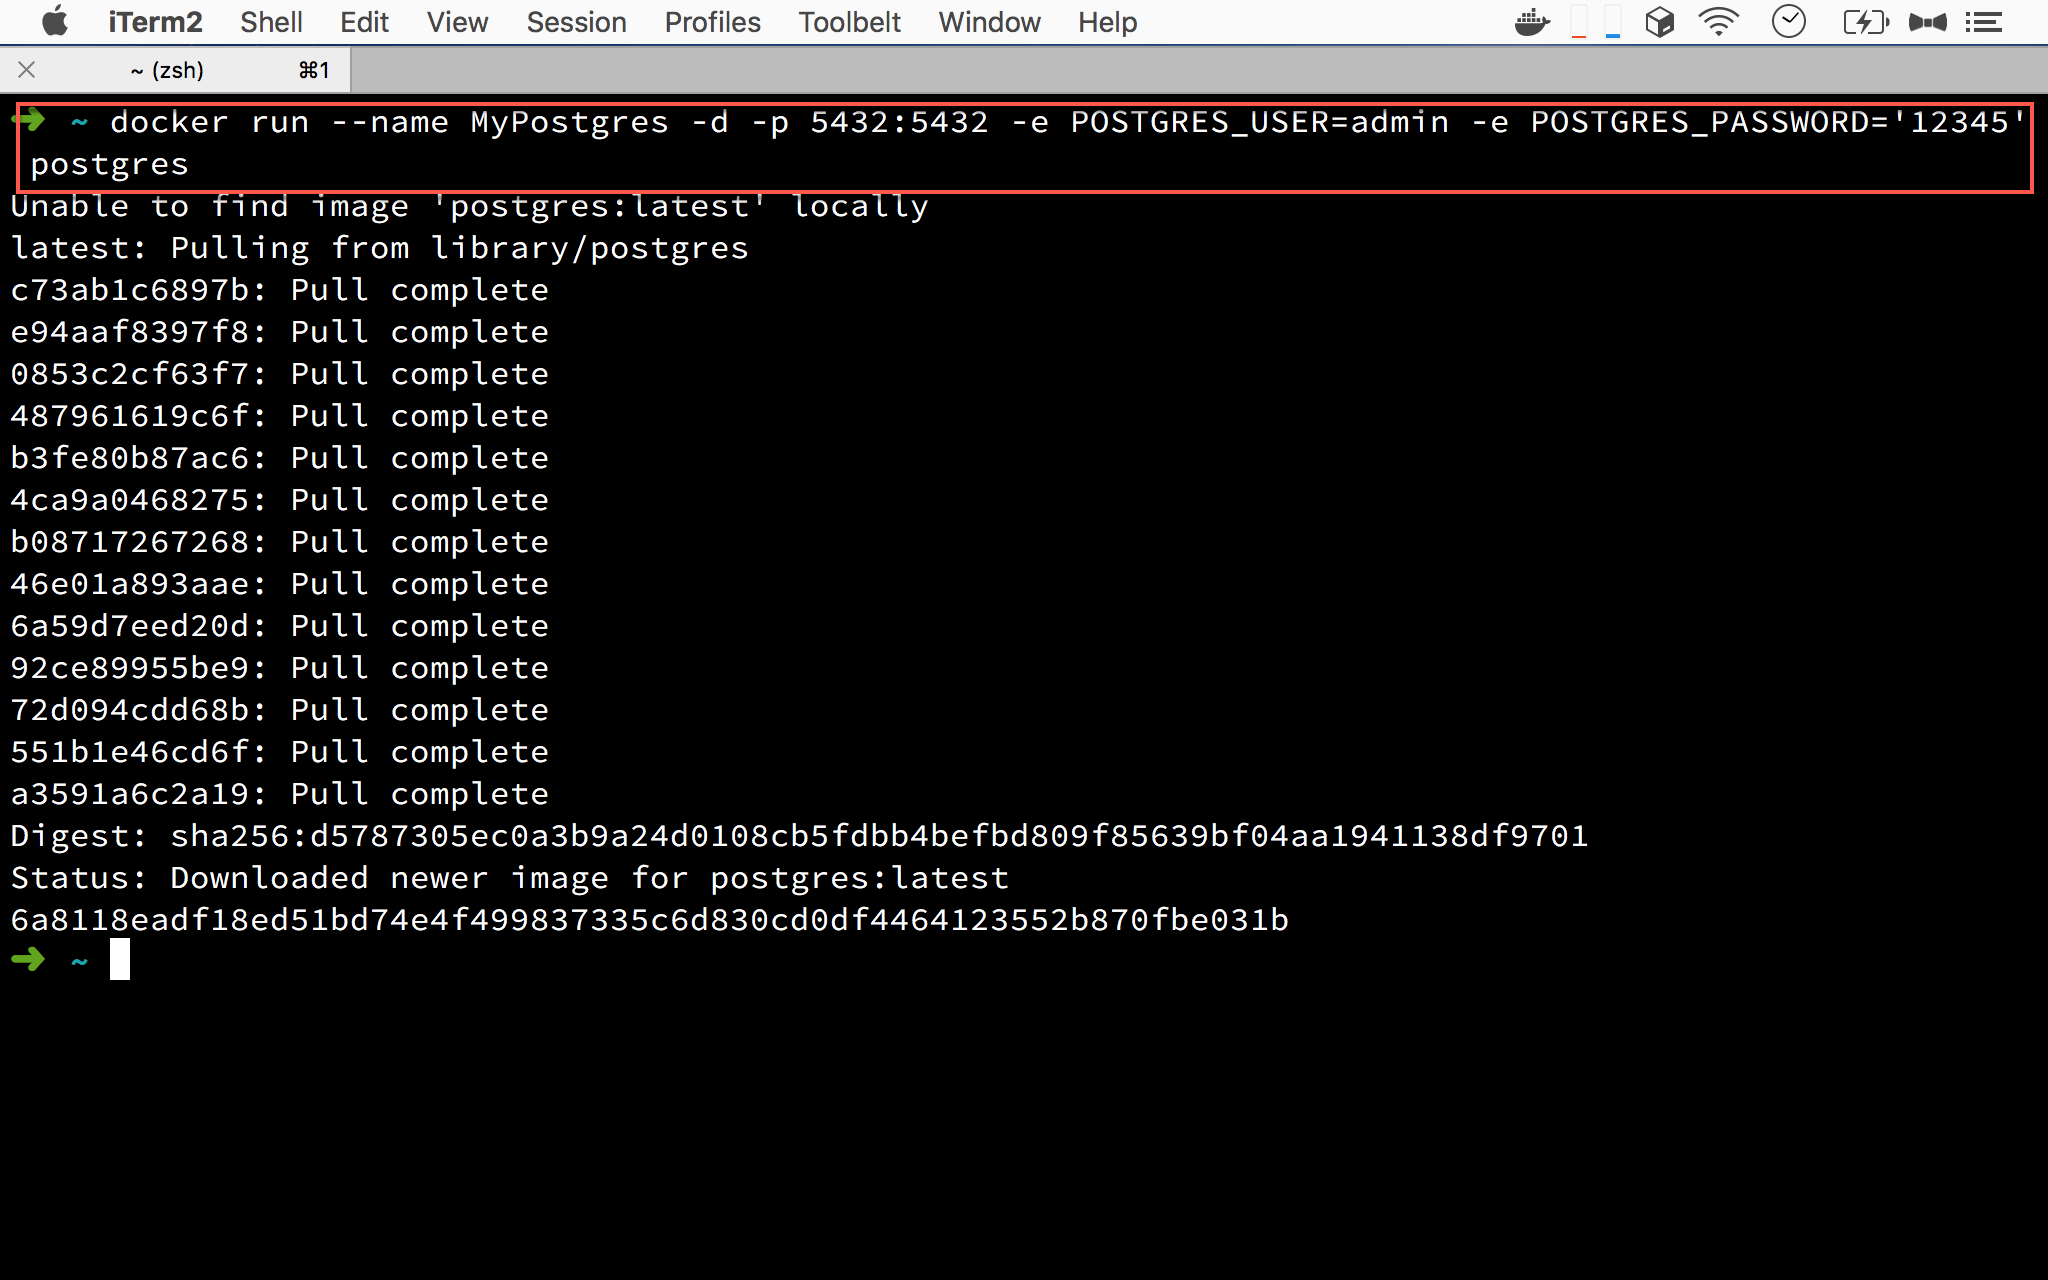 iTerm2 Shell Edit View Session Profiles Toolbelt Window Help
~ (zsh) ⌘1
➜ ~ docker run --name MyPostgres -d -p 5432:5432 -e POSTGRES_USER=admin -e POSTGRES_PASSWORD='12345'
postgres
Unable to find image 'postgres:latest' locally
latest: Pulling from library/postgres
c73ab1c6897b: Pull complete
e94aaf8397f8: Pull complete
0853c2cf63f7: Pull complete
487961619c6f: Pull complete
b3fe80b87ac6: Pull complete
4ca9a0468275: Pull complete
b08717267268: Pull complete
46e01a893aae: Pull complete
6a59d7eed20d: Pull complete
92ce89955be9: Pull complete
72d094cdd68b: Pull complete
551b1e46cd6f: Pull complete
a3591a6c2a19: Pull complete
Digest: sha256:d5787305ec0a3b9a24d0108cb5fdbb4befbd809f85639bf04aa1941138df9701
Status: Downloaded newer image for postgres:latest
6a8118eadf18ed51bd74e4f499837335c6d830cd0df4464123552b870fbe031b
➜ ~